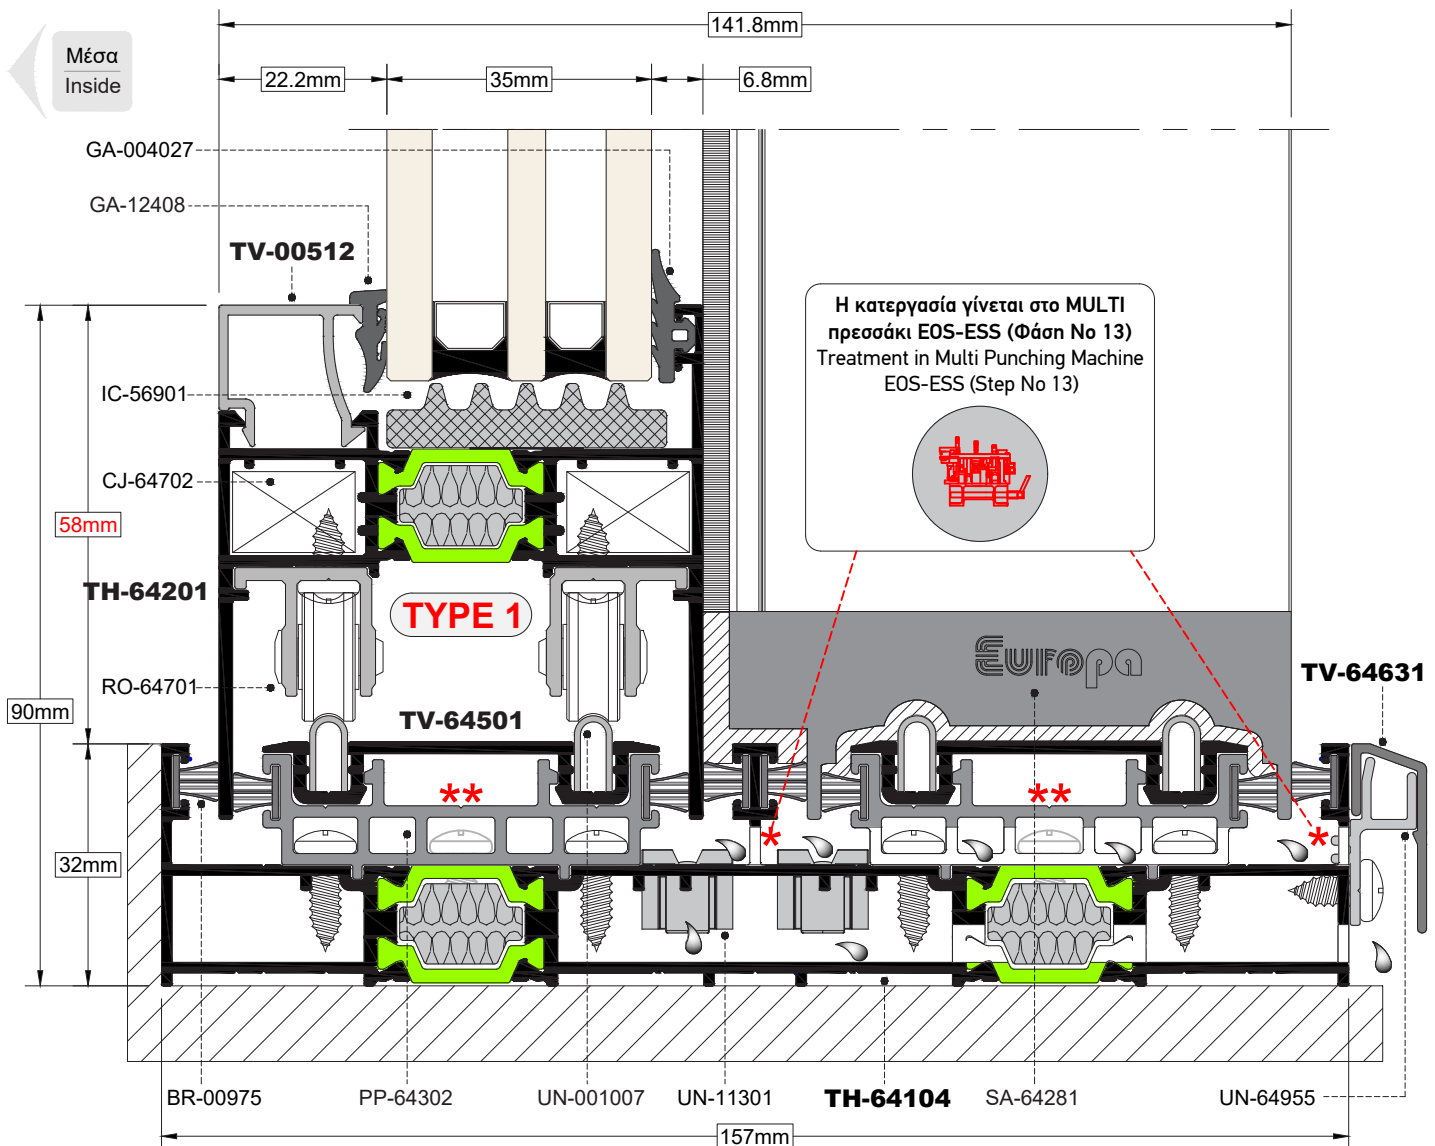 141.8mm
Μέσα
Inside
22.2mm
35mm
6.8mm
GA-004027
GA-12408
TV-00512
Η κατεργασία γίνεται στο MULTI
πρεσσάκι EOS-ESS (Φάση Νο 13)
Treatment in Multi Punching Machine
EOS-ESS (Step No 13)
IC-56901
CJ-64702
58mm
TH-64201
TYPE 1
Europa
RO-64701
TV-64631
90mm
TV-64501
**
**
*
*
32mm
BR-00975
PP-64302
UN-001007
UN-11301
TH-64104
SA-64281
UN-64955
157mm